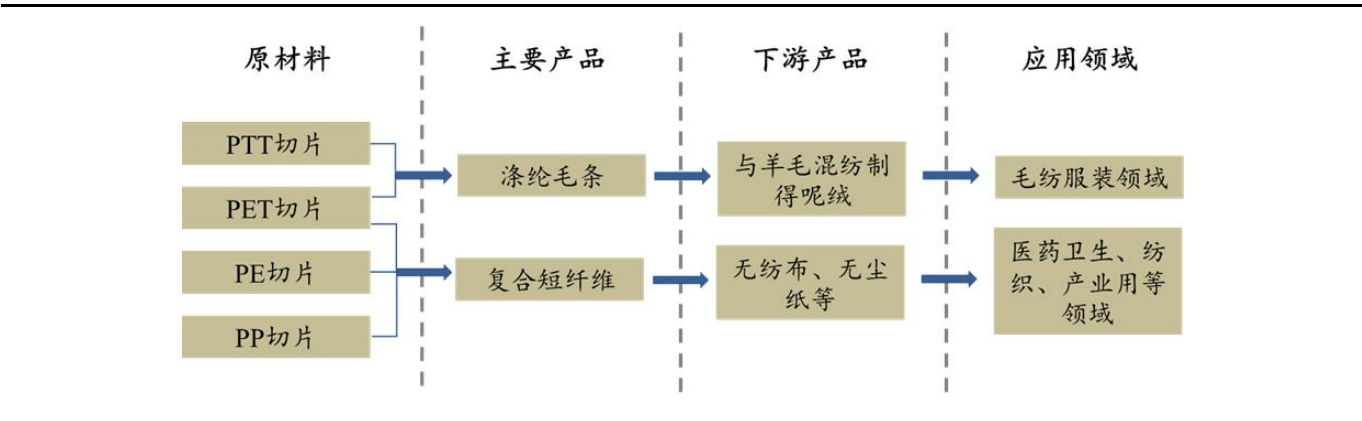 原材料
主要产品
下游产品
应用领域
PTT切片
PET切片
PE切片
PP切片
涤纶毛条
复合短纤维
与羊毛混纺制
得呢绒
无纺布、无尘
纸等
毛纺服装领域
医药卫生、纺
织、产业用等
领域